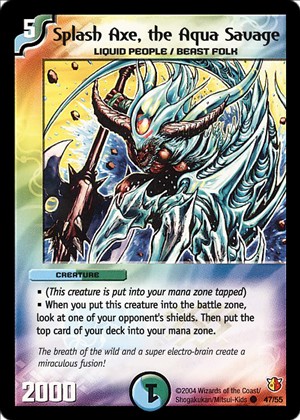 5
Splash Axe, the Aqua Savage
LIQUID PEOPLE / BEAST FOLK
CREATURE
▪ (This creature is put into your mana zone tapped)
▪ When you put this creature into the battle zone,
look at one of your opponent's shields. Then put the
top card of your deck into your mana zone.
The breath of the wild and a super electro-brain create a
miraculous fusion!
2000
1
©2004 Wizards of the Coast/
Shogakukan/Mitsui-Kids ● 47/55